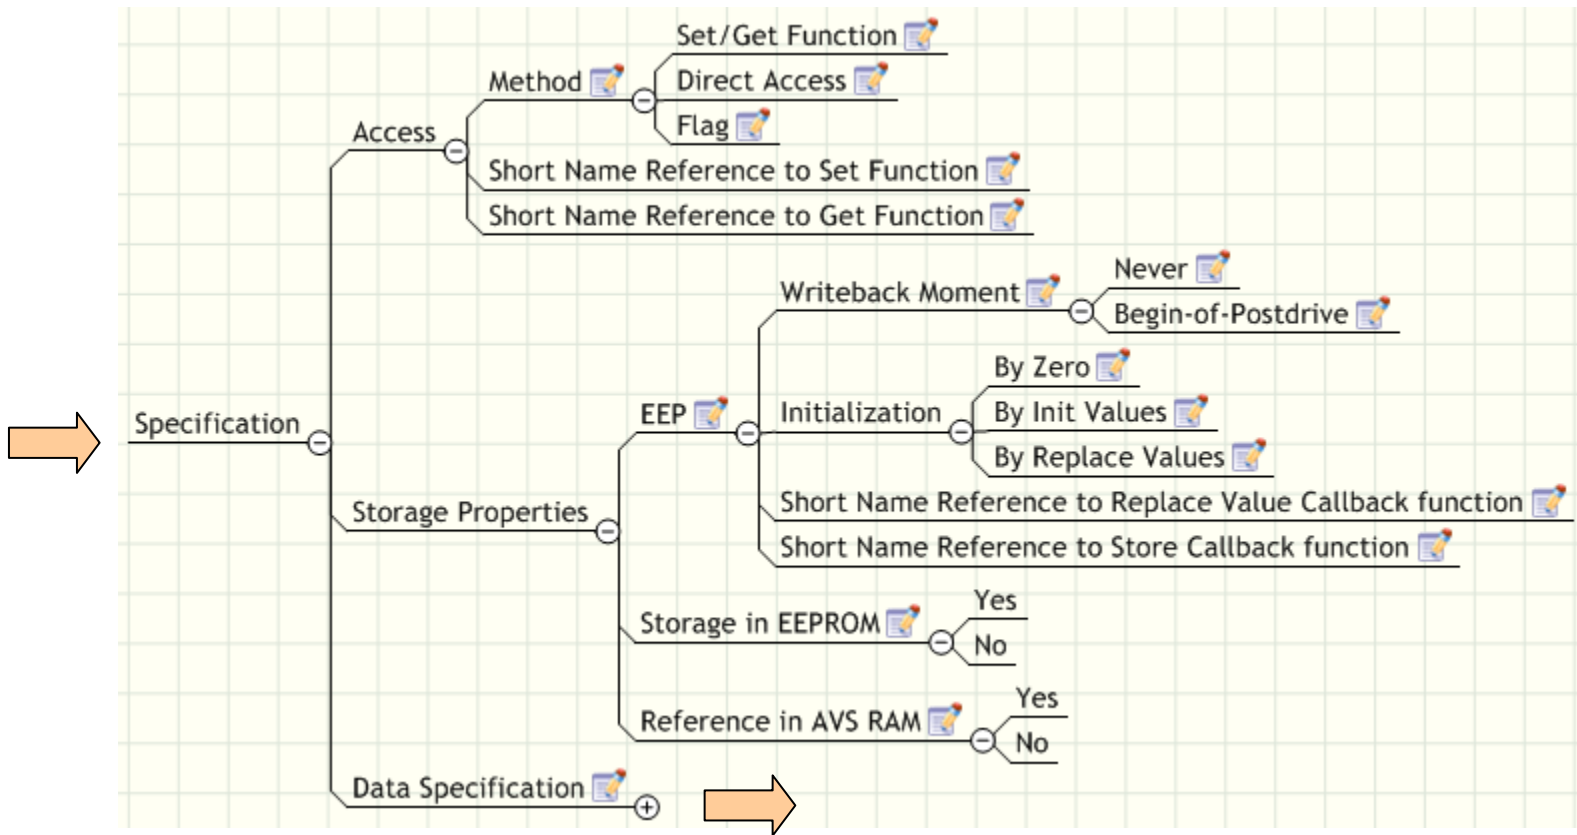 Set/Get Function
Method
Direct Access
Flag
Access
Short Name Reference to Set Function
Short Name Reference to Get Function
Never
Writeback Moment
Begin-of-Postdrive
By Zero
EEP
Initialization
By Init Values
Specification
By Replace Values
Short Name Reference to Replace Value Callback function
Storage Properties
Short Name Reference to Store Callback function
Yes
Storage in EEPROM
No
Yes
Reference in AVS RAM
No
Data Specification